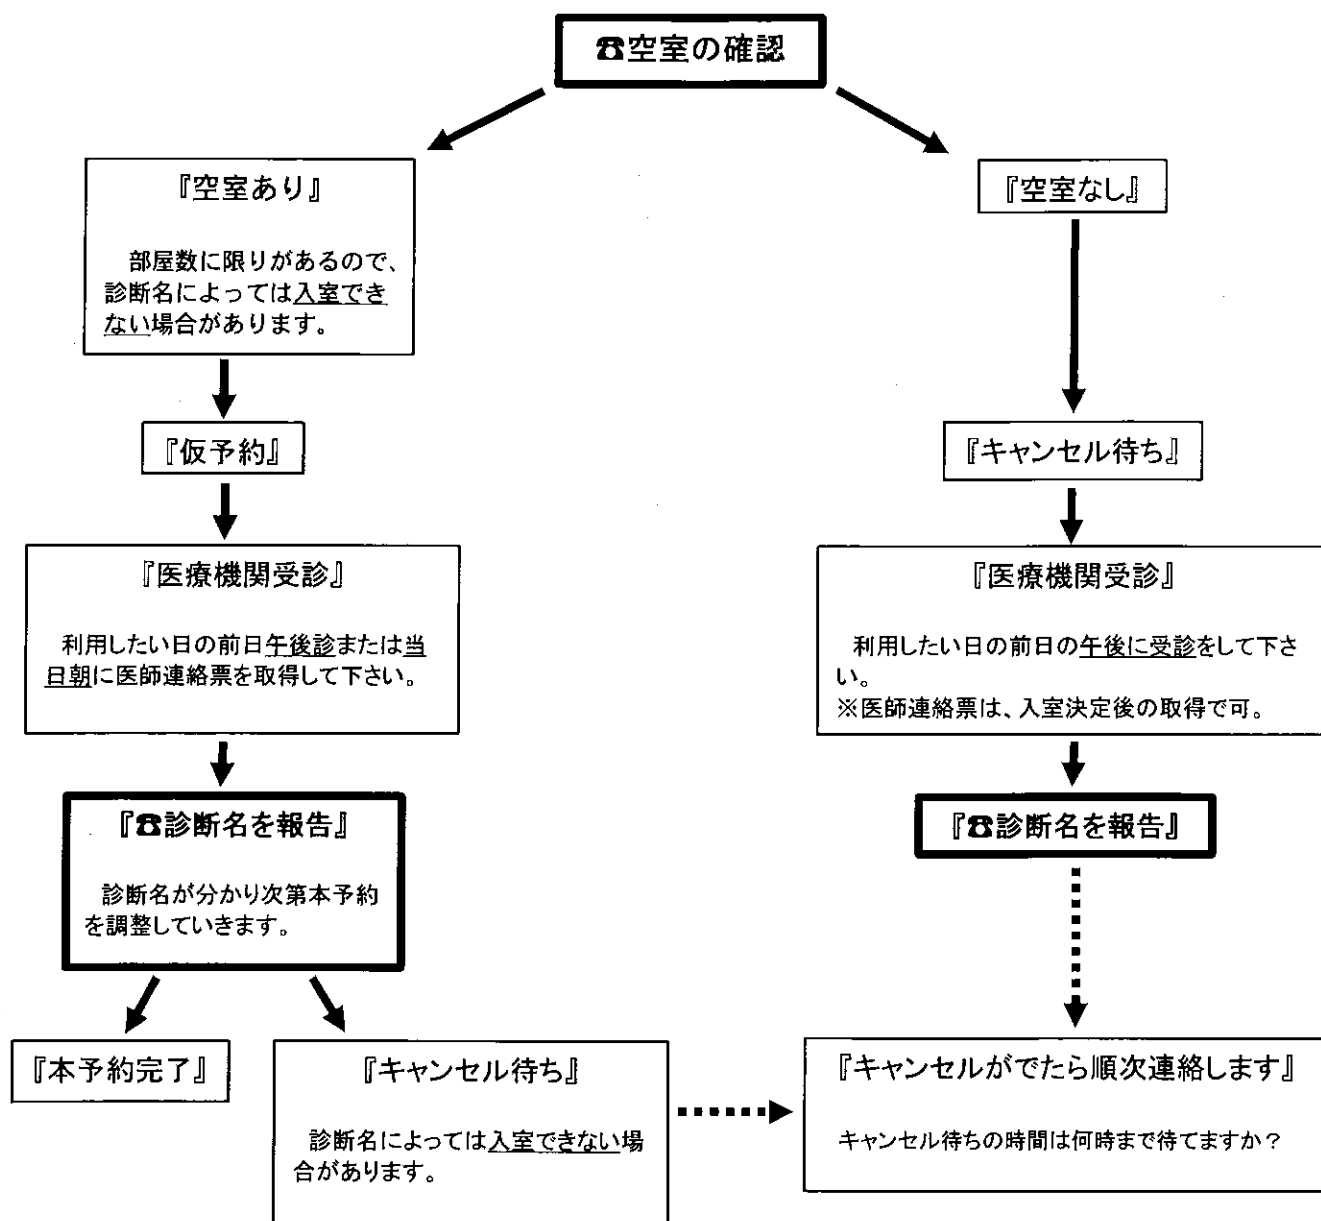 ☎空室の確認
『空室あり』
部屋数に限りがあるので、
診断名によっては入室でき
ない場合があります。
『空室なし』
『仮予約』
『キャンセル待ち』
『医療機関受診』
利用したい日の前日午後診または当
日朝に医師連絡票を取得して下さい。
『医療機関受診』
利用したい日の前日の午後に受診をして下さ
い。
※医師連絡票は、入室決定後の取得で可。
『☎診断名を報告』
診断名が分かり次第本予約
を調整していきます。
『☎診断名を報告』
『本予約完了』
『キャンセル待ち』
診断名によっては入室できない場
合があります。
『キャンセルがでたら順次連絡します』
キャンセル待ちの時間は何時まで待てますか？